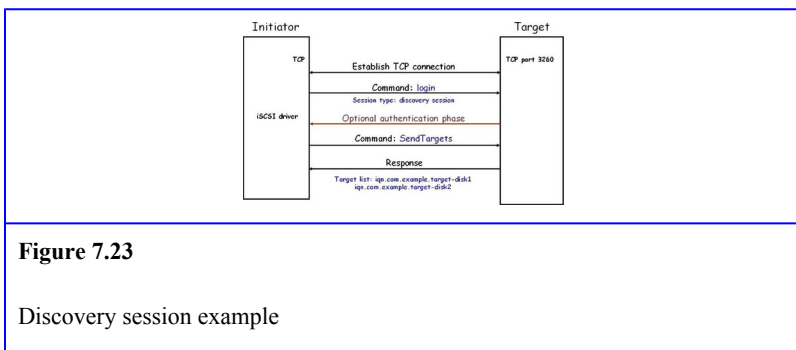 Initiator
Target
TCP
TCP port 3260
Establish TCP connection
Command: login
Session type: discovery session
iSCSI driver
Optional authentication phase
Command: SendTargets
Response
Target list: iqn.com.example.target-disk1
iqn.com.example.target-disk2
Figure 7.23
Discovery session example